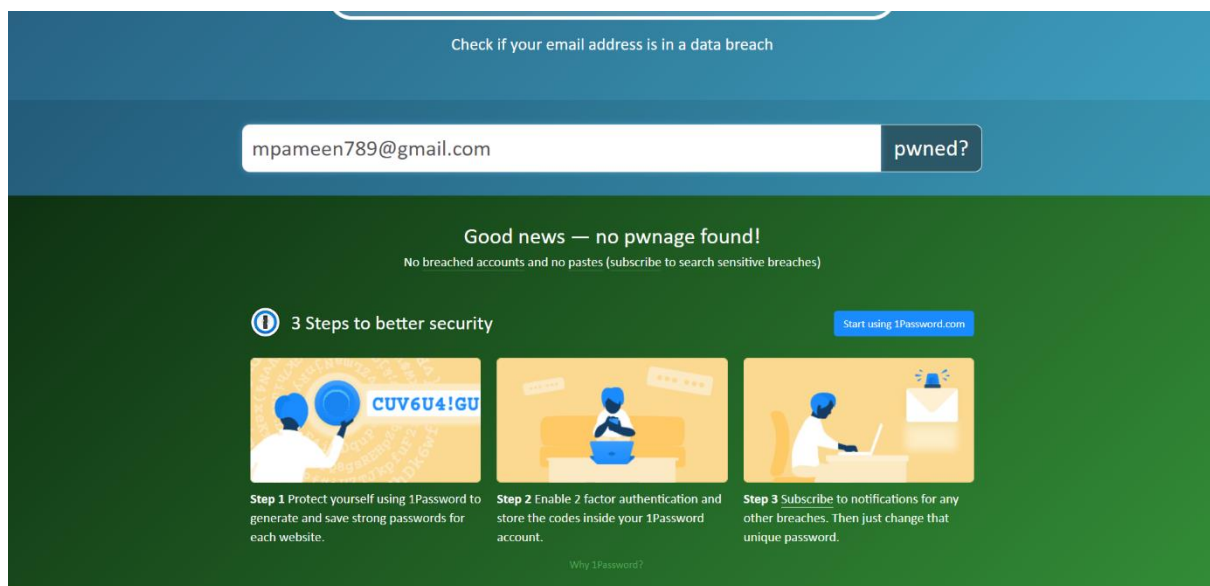 Check if your email address is in a data breach
mpameen789@gmail.com
pwned?
Good news — no pwnage found!
No breached accounts and no pastes (subscribe to search sensitive breaches)
3 Steps to better security
Start using 1Password.com
CUV6U4!GU
Step 1 Protect yourself using 1Password to
generate and save strong passwords for
each website.
Step 2 Enable 2 factor authentication and
store the codes inside your 1Password
account.
Step 3 Subscribe to notifications for any
other breaches. Then just change that
unique password.
Why 1Password?